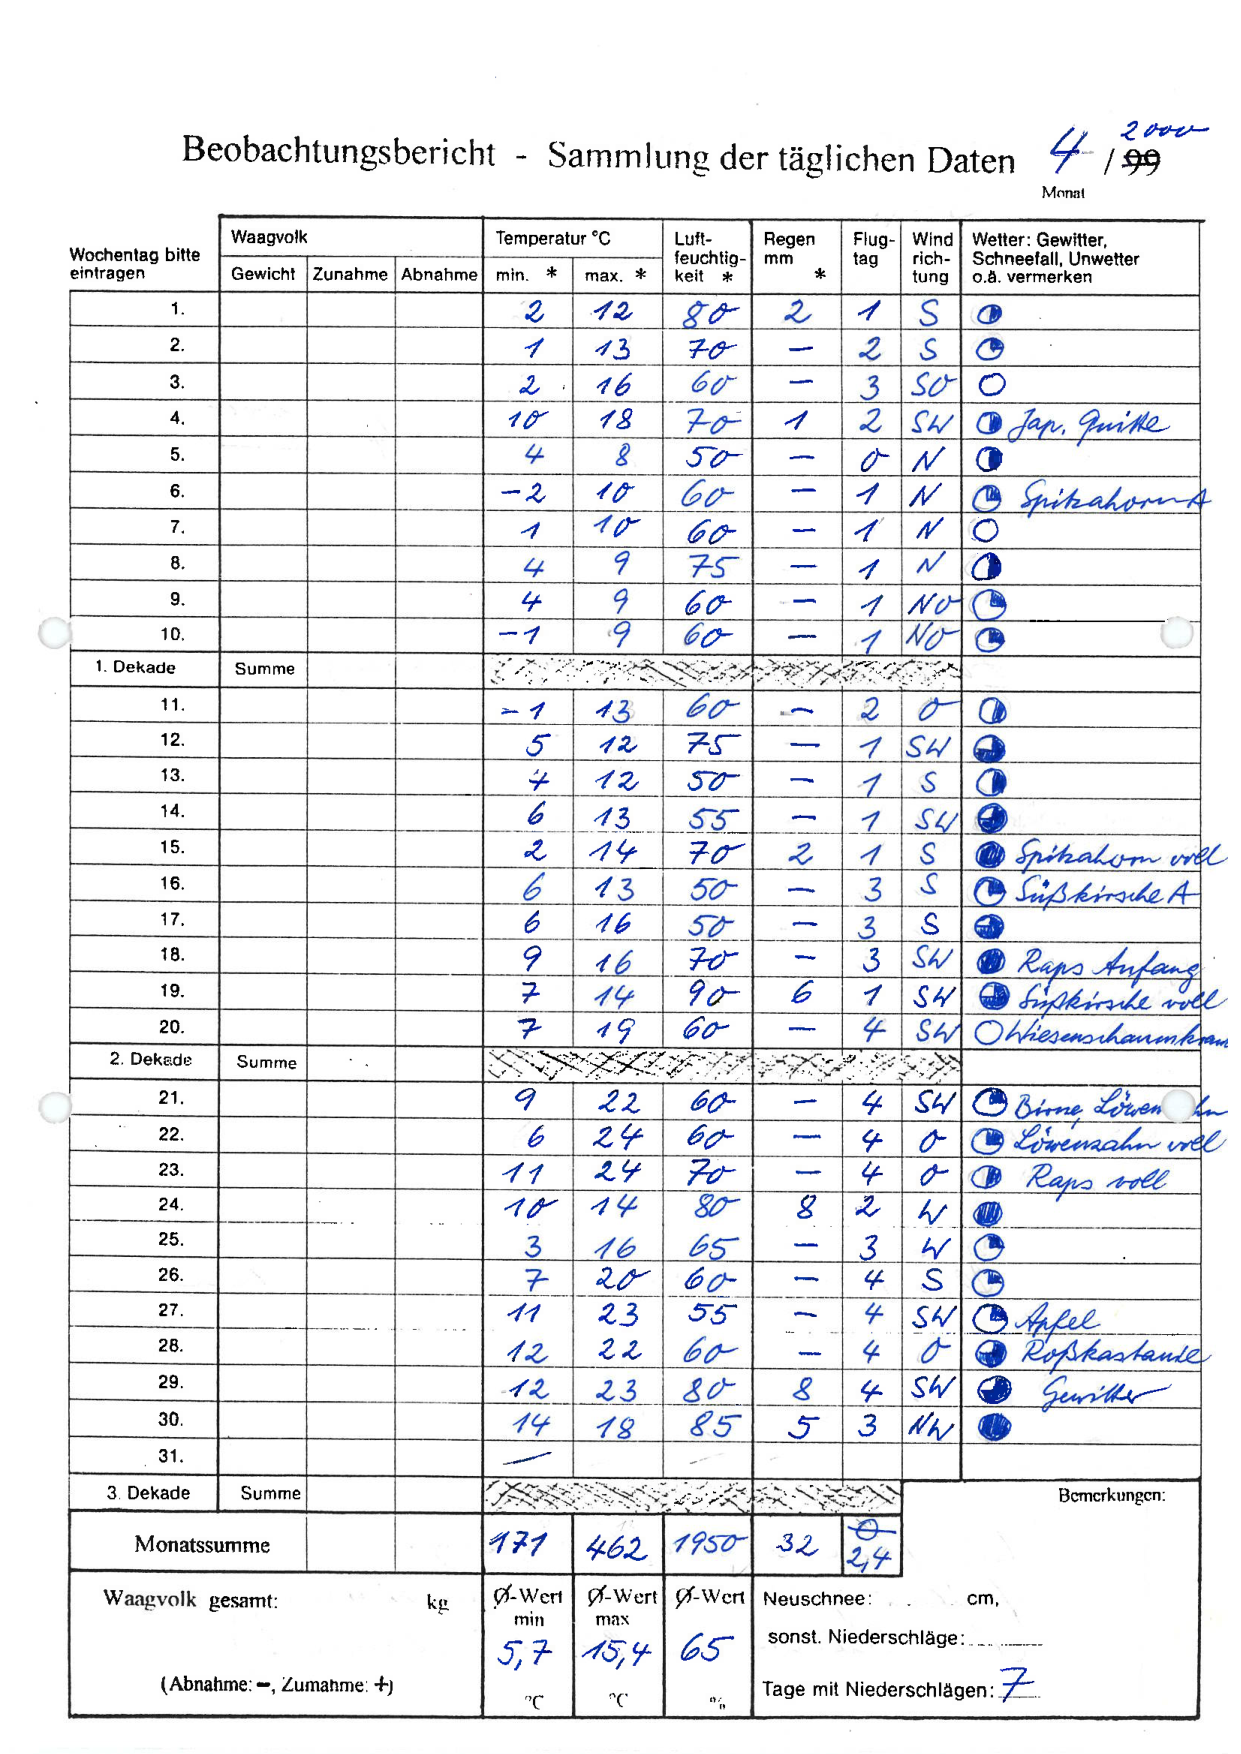 Beobachtungsbericht - Sammlung der täglichen Daten 4 / 99 2000
Monat
Wochentag bitte eintragen
Waagvolk
Gewicht Zunahme Abnahme
Temperatur °C
min. * max. *
Luft-feuchtig-keit *
Regen mm *
Flug-tag
Wind rich-tung
Wetter: Gewitter, Schneefall, Unwetter o.ä. vermerken
1. 2 12 80 2 1 S
2. 1 13 70 — 2 S
3. 2 16 60 — 3 SO
4. 10 18 70 1 2 SW Jap. Quitte
5. 4 8 50 — 0 N
6. -2 10 60 — 1 N Spitzahorn A
7. 1 10 60 — 1 N
8. 4 9 75 — 1 N
9. 4 9 60 — 1 NO
10. -1 9 60 — 1 NO
1. Dekade Summe
11. -1 13 60 — 2 O
12. 5 12 75 — 1 SW
13. 4 12 50 — 1 S
14. 6 13 55 — 1 SW
15. 2 14 70 2 1 S Spitzahorn voll
16. 6 13 50 — 3 S Süßkirsche A
17. 6 16 50 — 3 S
18. 9 16 70 — 3 SW Raps Anfang
19. 7 14 90 6 1 SW Süßkirsche voll
20. 7 19 60 — 4 SW Wiesenschaumkrau
2. Dekade Summe
21. 9 22 60 — 4 SW Birne, Löwen hn
22. 6 24 60 — 4 O Löwenzahn voll
23. 11 24 70 — 4 O Raps voll
24. 10 14 80 8 2 W
25. 3 16 65 — 3 W
26. 7 20 60 — 4 S
27. 11 23 55 — 4 SW Apfel
28. 12 22 60 — 4 O Roßkastanie
29. 12 23 80 8 4 SW Gewitter
30. 14 18 85 5 3 NW
31. —
3. Dekade Summe
Bemerkungen:
Monatssumme 171 462 1950 32 Ø 2,4
Waagvolk gesamt: kg
(Abnahme: -, Zumahme: +)
Ø-Wert min 5,7 °C
Ø-Wert max 15,4 °C
Ø-Wert 65 %
Neuschnee: cm,
sonst. Niederschläge:
Tage mit Niederschlägen: 7